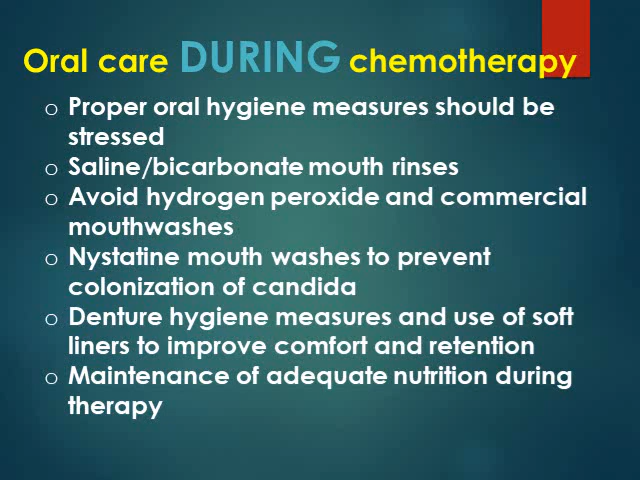 Oral care DURING chemotherapy
o Proper oral hygiene measures should be
stressed
o Saline/bicarbonate mouth rinses
o Avoid hydrogen peroxide and commercial
mouthwashes
o Nystatine mouth washes to prevent
colonization of candida
o Denture hygiene measures and use of soft
liners to improve comfort and retention
o Maintenance of adequate nutrition during
therapy